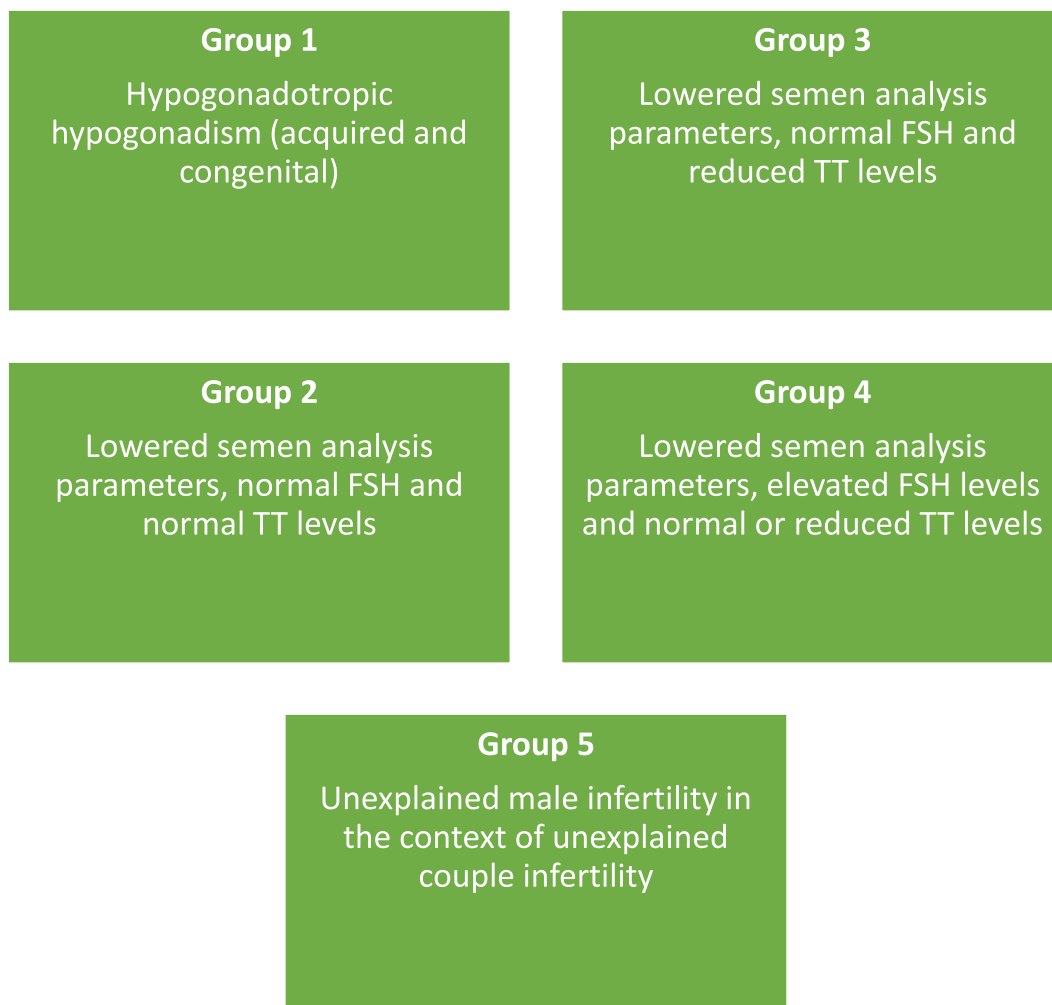 Group 1
Hypogonadotropic
hypogonadism (acquired and
congenital)
Group 3
Lowered semen analysis
parameters, normal FSH and
reduced TT levels
Group 2
Lowered semen analysis
parameters, normal FSH and
normal TT levels
Group 4
Lowered semen analysis
parameters, elevated FSH levels
and normal or reduced TT levels
Group 5
Unexplained male infertility in
the context of unexplained
couple infertility